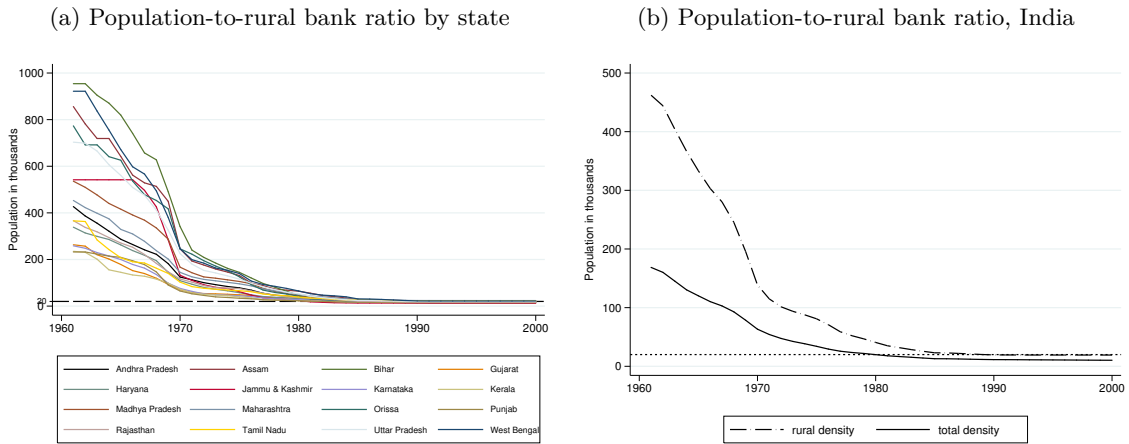 (a) Population-to-rural bank ratio by state
Population in thousands
1000
800
600
400
200
20
0
1960
1970
1980
1990
2000
Andhra Pradesh
Assam
Bihar
Gujarat
Haryana
Jammu & Kashmir
Karnataka
Kerala
Madhya Pradesh
Maharashtra
Orissa
Punjab
Rajasthan
Tamil Nadu
Uttar Pradesh
West Bengal
(b) Population-to-rural bank ratio, India
Population in thousands
500
400
300
200
100
0
1960
1970
1980
1990
2000
rural density
total density